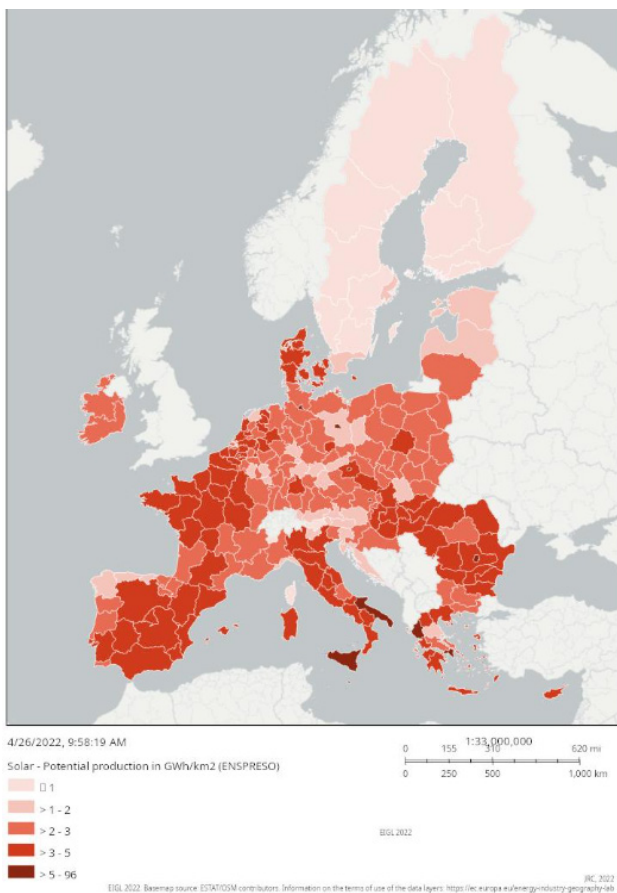 4/26/2022, 9:58:19 AM
1:33,000,000
0 155 310 620 mi
0 250 500 1,000 km
Solar - Potential production in GWh/km2 (ENSPRESO)
▯ 1
> 1 - 2
> 2 - 3
> 3 - 5
> 5 - 96
EIGL 2022
JRC, 2022
EIGL 2022. Basemap source: ESTAT/OSM contributors. Information on the terms of use of the data layers: https://ec.europa.eu/energy-industry-geography-lab